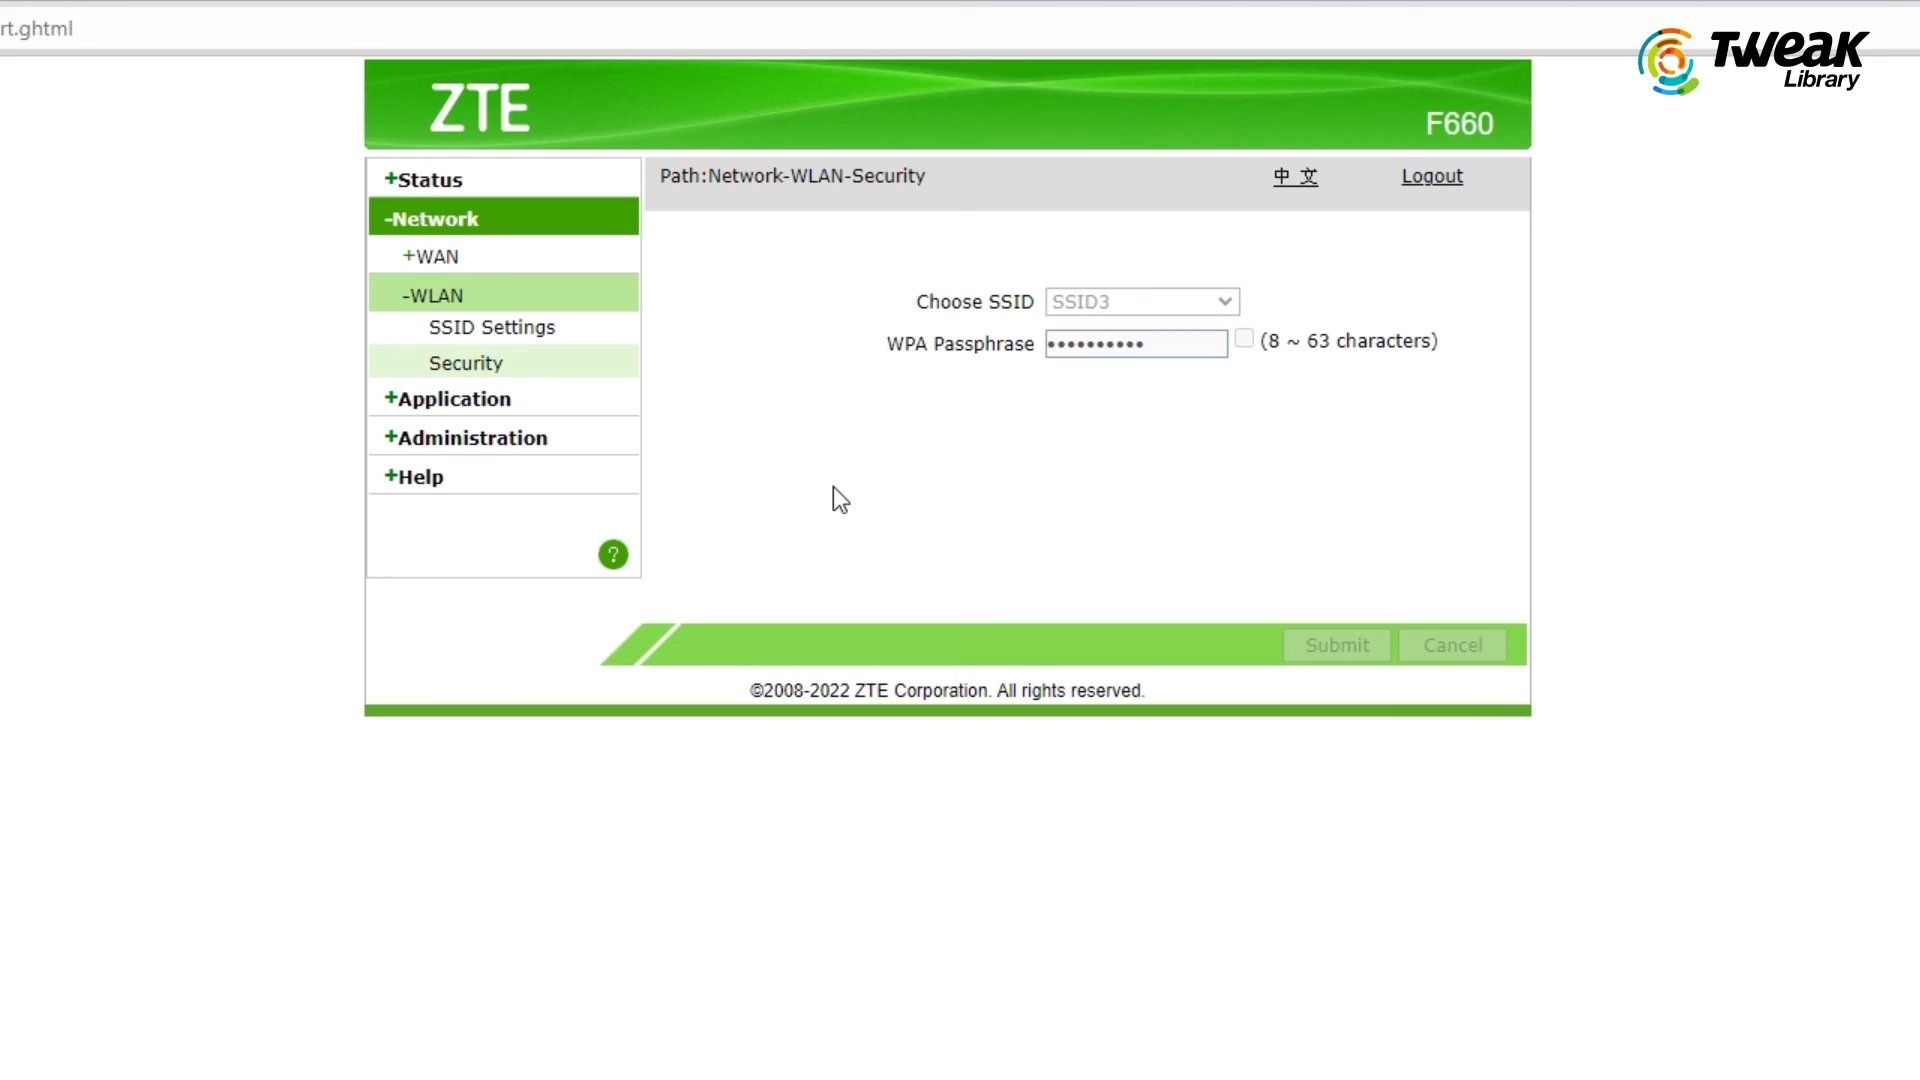 rt.ghtml
TWeaK
Library
ZTE
F660
+Status
Path:Network-WLAN-Security
中 文
Logout
-Network
+WAN
-WLAN
Choose SSID
SSID3
SSID Settings
WPA Passphrase
••••••••••
(8 ~ 63 characters)
Security
+Application
+Administration
+Help
?
Submit
Cancel
©2008-2022 ZTE Corporation. All rights reserved.